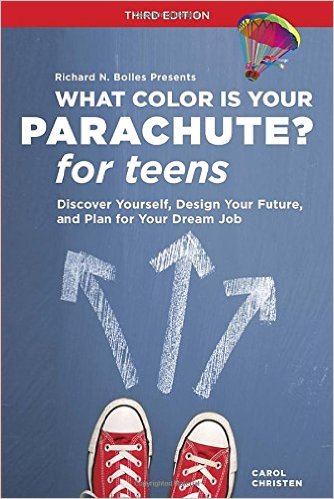 THIRD EDITION
Richard N. Bolles Presents
WHAT COLOR IS YOUR
PARACHUTE?
for teens
Discover Yourself, Design Your Future,
and Plan for Your Dream Job
CAROL
CHRISTEN